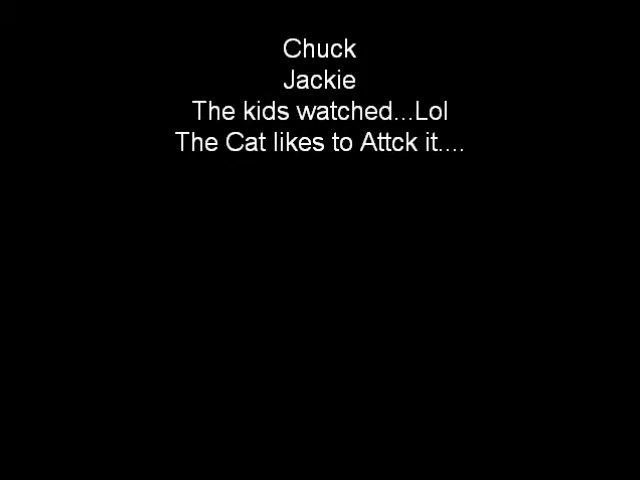 Chuck
Jackie
The kids watched...Lol
The Cat likes to Attck it....